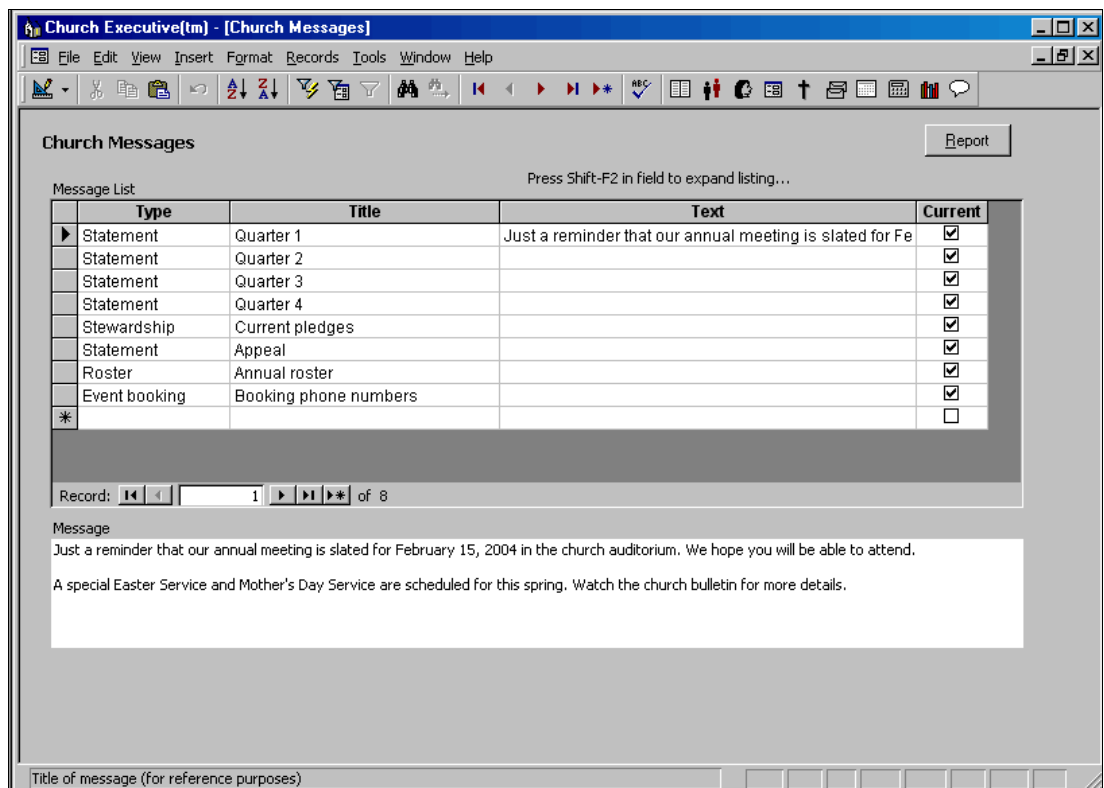 Church Executive(tm) - [Church Messages]
File Edit View Insert Format Records Tools Window Help
Church Messages
Report
Press Shift-F2 in field to expand listing...
Message List
Type Title Text Current
Statement Quarter 1 Just a reminder that our annual meeting is slated for Fe
Statement Quarter 2
Statement Quarter 3
Statement Quarter 4
Stewardship Current pledges
Statement Appeal
Roster Annual roster
Event booking Booking phone numbers
Record: 1 of 8
Message
Just a reminder that our annual meeting is slated for February 15, 2004 in the church auditorium. We hope you will be able to attend.
A special Easter Service and Mother's Day Service are scheduled for this spring. Watch the church bulletin for more details.
Title of message (for reference purposes)